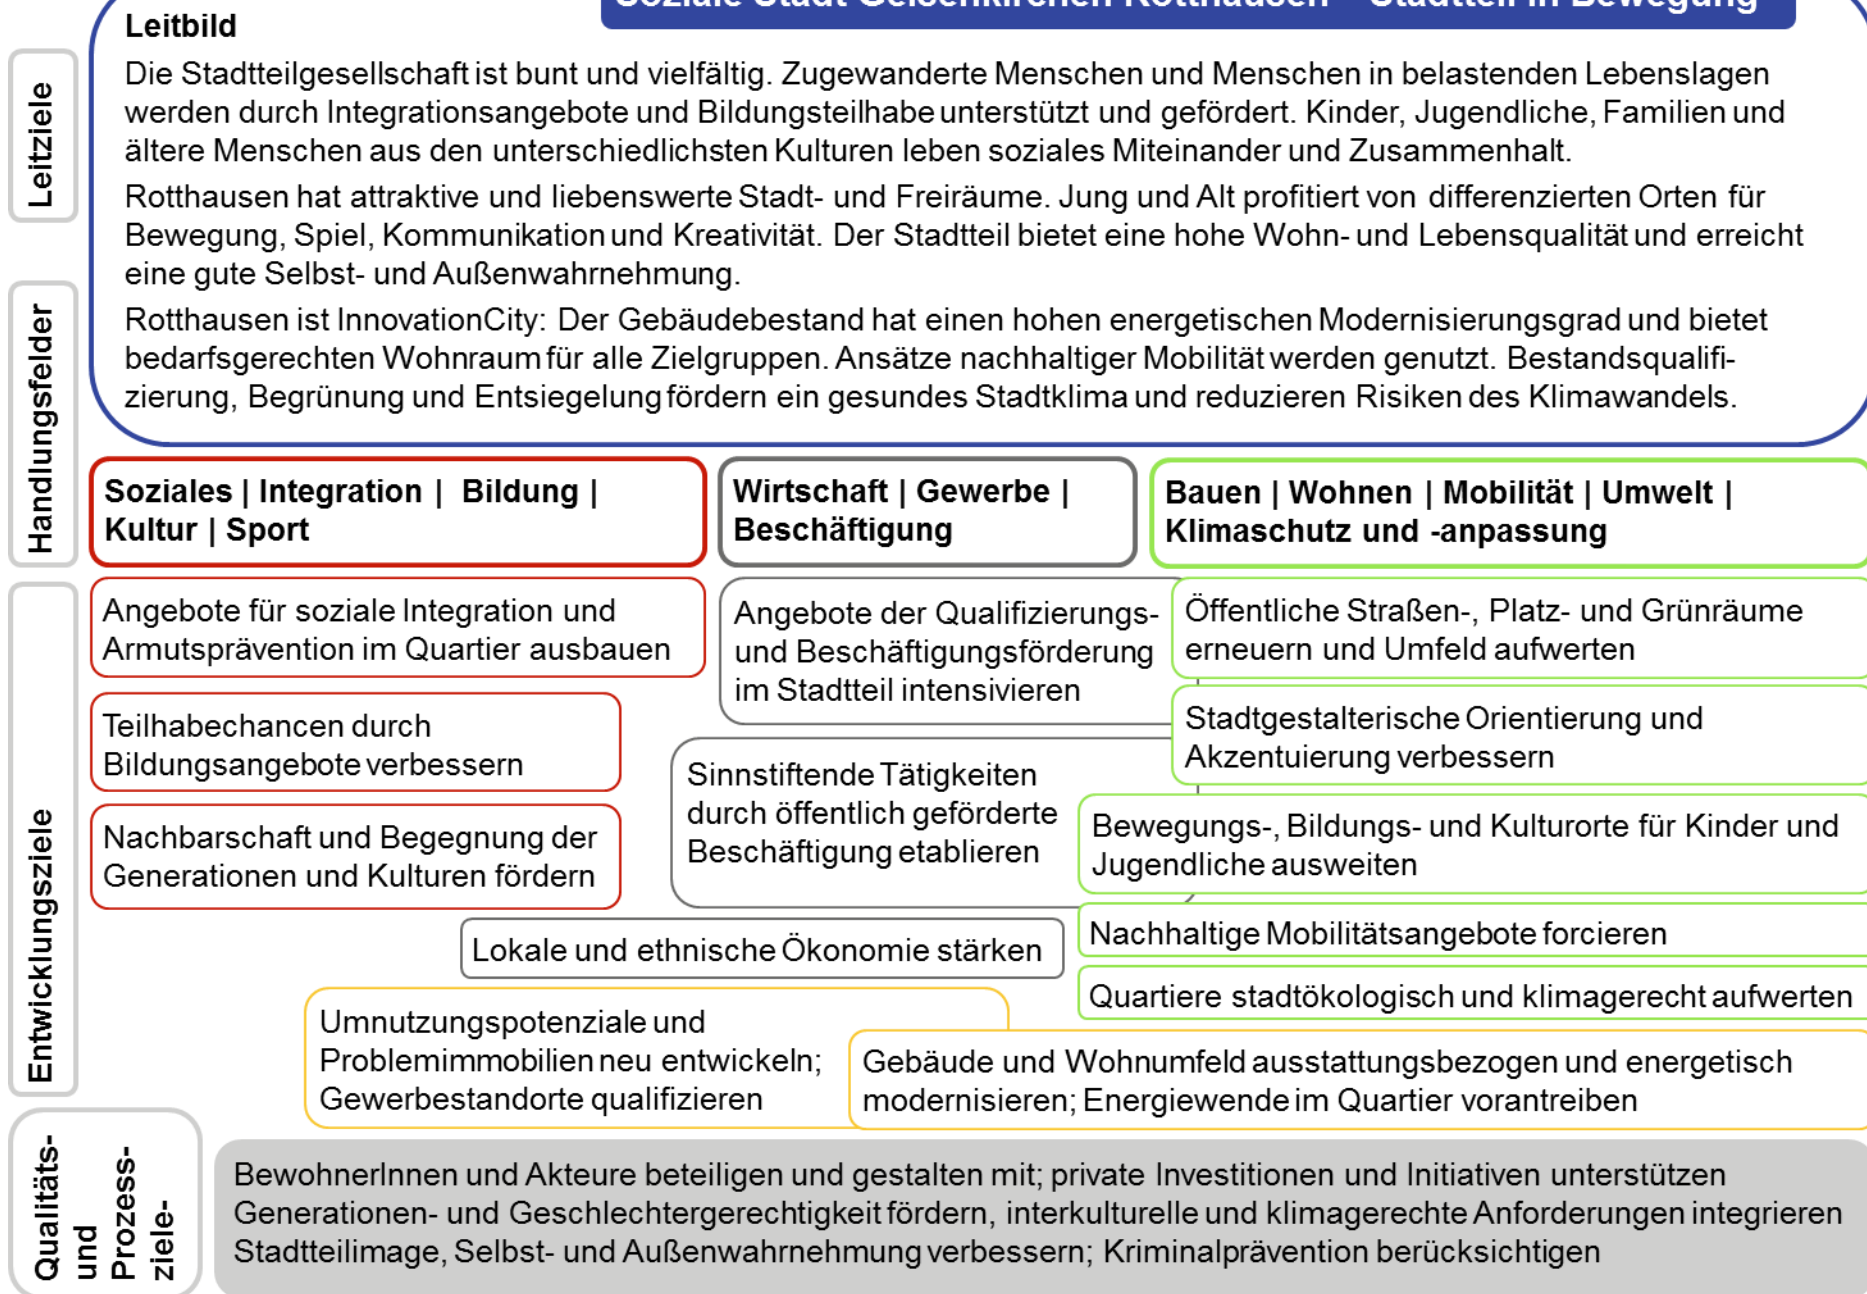 Soziale Stadt Gelsenkirchen Rotthausen – Stadtteil in Bewegung
Leitbild
Leitziele
Die Stadtteilgesellschaft ist bunt und vielfältig. Zugewanderte Menschen und Menschen in belastenden Lebenslagen
werden durch Integrationsangebote und Bildungsteilhabe unterstützt und gefördert. Kinder, Jugendliche, Familien und
ältere Menschen aus den unterschiedlichsten Kulturen leben soziales Miteinander und Zusammenhalt.
Rotthausen hat attraktive und liebenswerte Stadt- und Freiräume. Jung und Alt profitiert von differenzierten Orten für
Bewegung, Spiel, Kommunikation und Kreativität. Der Stadtteil bietet eine hohe Wohn- und Lebensqualität und erreicht
eine gute Selbst- und Außenwahrnehmung.
Rotthausen ist InnovationCity: Der Gebäudebestand hat einen hohen energetischen Modernisierungsgrad und bietet
bedarfsgerechten Wohnraum für alle Zielgruppen. Ansätze nachhaltiger Mobilität werden genutzt. Bestandsqualifi-
zierung, Begrünung und Entsiegelung fördern ein gesundes Stadtklima und reduzieren Risiken des Klimawandels.
Handlungsfelder
Soziales | Integration | Bildung |
Kultur | Sport
Wirtschaft | Gewerbe |
Beschäftigung
Bauen | Wohnen | Mobilität | Umwelt |
Klimaschutz und -anpassung
Entwicklungsziele
Angebote für soziale Integration und
Armutsprävention im Quartier ausbauen
Teilhabechancen durch
Bildungsangebote verbessern
Nachbarschaft und Begegnung der
Generationen und Kulturen fördern
Angebote der Qualifizierungs-
und Beschäftigungsförderung
im Stadtteil intensivieren
Sinnstiftende Tätigkeiten
durch öffentlich geförderte
Beschäftigung etablieren
Lokale und ethnische Ökonomie stärken
Öffentliche Straßen-, Platz- und Grünräume
erneuern und Umfeld aufwerten
Stadtgestalterische Orientierung und
Akzentuierung verbessern
Bewegungs-, Bildungs- und Kulturorte für Kinder und
Jugendliche ausweiten
Nachhaltige Mobilitätsangebote forcieren
Quartiere stadtökologisch und klimagerecht aufwerten
Umnutzungspotenziale und
Problemimmobilien neu entwickeln;
Gewerbestandorte qualifizieren
Gebäude und Wohnumfeld ausstattungsbezogen und energetisch
modernisieren; Energiewende im Quartier vorantreiben
Qualitäts-
und
Prozess-
ziele-
BewohnerInnen und Akteure beteiligen und gestalten mit; private Investitionen und Initiativen unterstützen
Generationen- und Geschlechtergerechtigkeit fördern, interkulturelle und klimagerechte Anforderungen integrieren
Stadtteilimage, Selbst- und Außenwahrnehmung verbessern; Kriminalprävention berücksichtigen